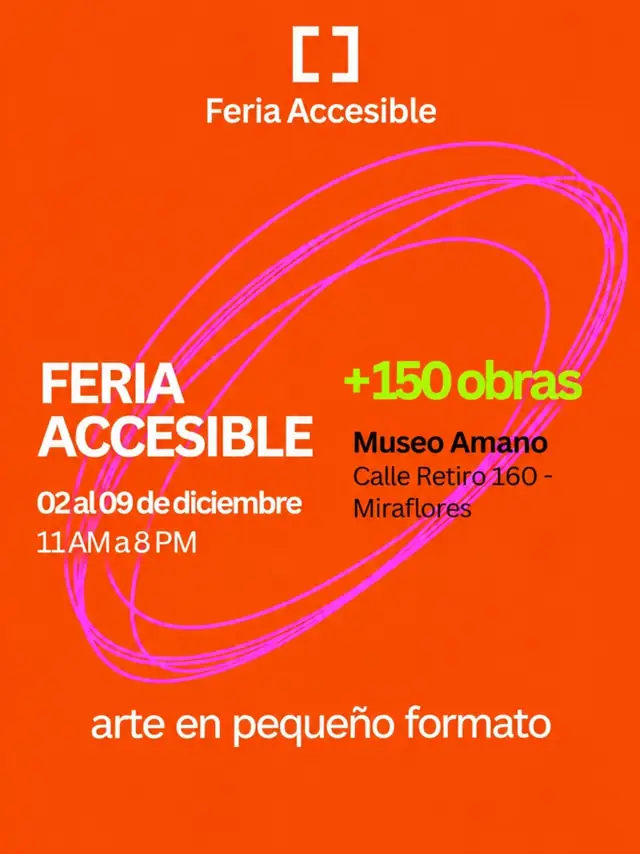 Feria Accesible
FERIA
ACCESIBLE
02 al 09 de diciembre
11 AM a 8 PM
+150 obras
Museo Amano
Calle Retiro 160 -
Miraflores
arte en pequeño formato